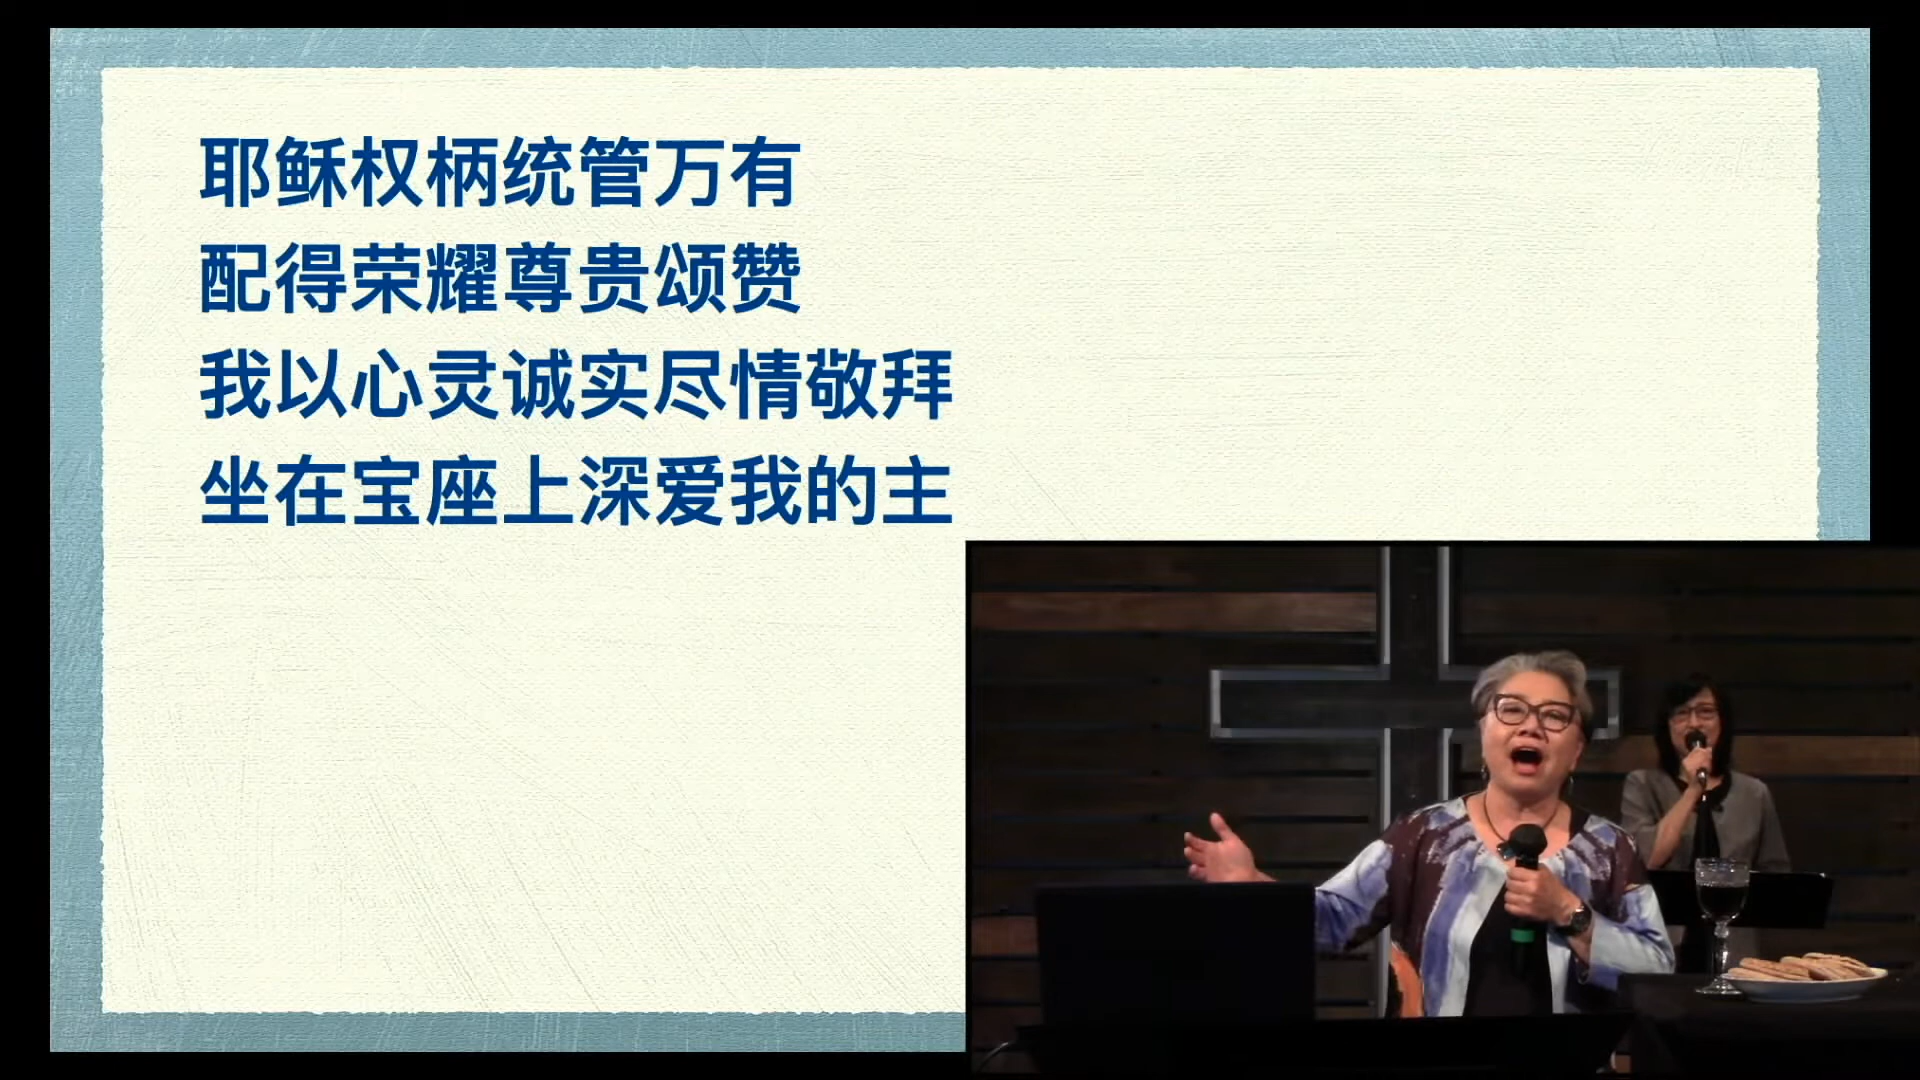 耶稣权柄统管万有
配得荣耀尊贵颂赞
我以心灵诚实尽情敬拜
坐在宝座上深爱我的主